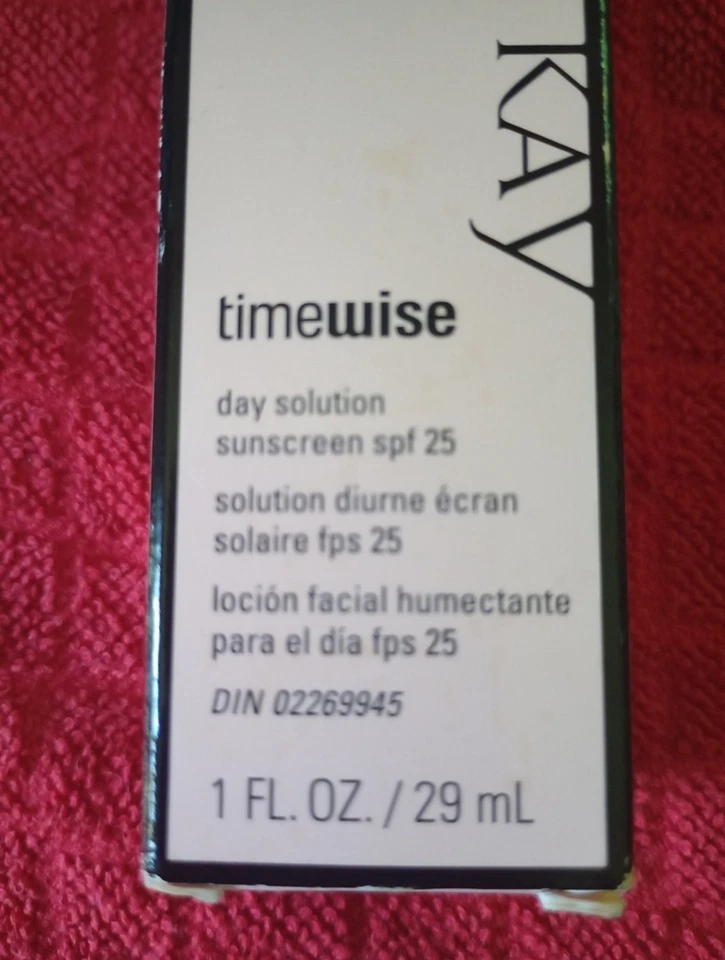 KAY
timewise
day solution
sunscreen spf 25
solution diurne écran
solaire fps 25
loción facial humectante
para el día fps 25
DIN 02269945
1 FL. OZ. / 29 mL